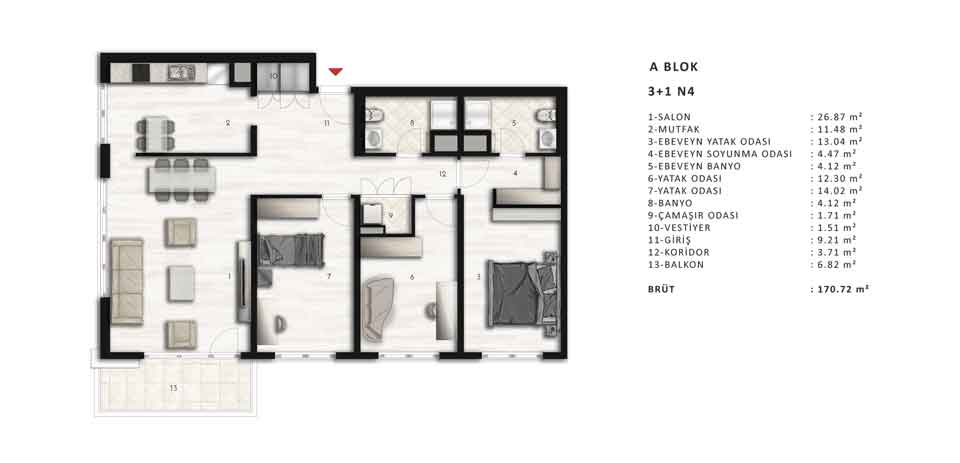 A BLOK
3+1 N4
1-SALON : 26.87 m²
2-MUTFAK : 11.48 m²
3-EBEVEYN YATAK ODASI : 13.04 m²
4-EBEVEYN SOYUNMA ODASI : 4.47 m²
5-EBEVEYN BANYO : 4.12 m²
6-YATAK ODASI : 12.30 m²
7-YATAK ODASI : 14.02 m²
8-BANYO : 4.12 m²
9-ÇAMAŞIR ODASI : 1.71 m²
10-VESTİYER : 1.51 m²
11-GİRİŞ : 9.21 m²
12-KORİDOR : 3.71 m²
13-BALKON : 6.82 m²
BRÜT : 170.72 m²
10
2
11
8
5
12
4
9
1
7
6
3
13